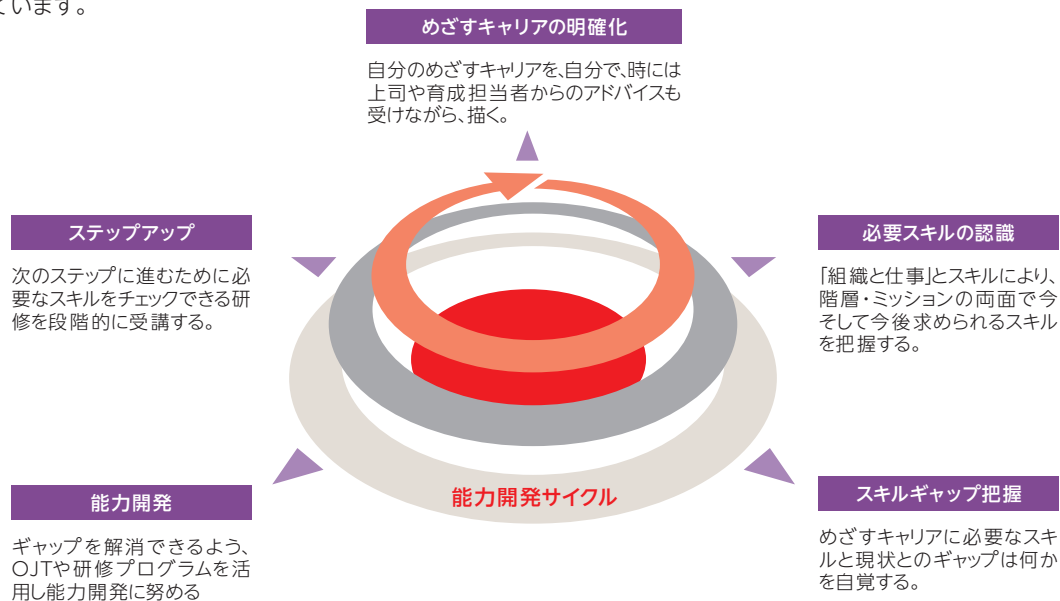 ています。
めざすキャリアの明確化
自分のめざすキャリアを、自分で、時には
上司や育成担当者からのアドバイスも
受けながら、描く。
ステップアップ
次のステップに進むために必
要なスキルをチェックできる研
修を段階的に受講する。
必要スキルの認識
「組織と仕事」とスキルにより、
階層・ミッションの両面で今
そして今後求められるスキル
を把握する。
能力開発サイクル
能力開発
ギャップを解消できるよう、
OJTや研修プログラムを活
用し能力開発に努める
スキルギャップ把握
めざすキャリアに必要なスキ
ルと現状とのギャップは何か
を自覚する。